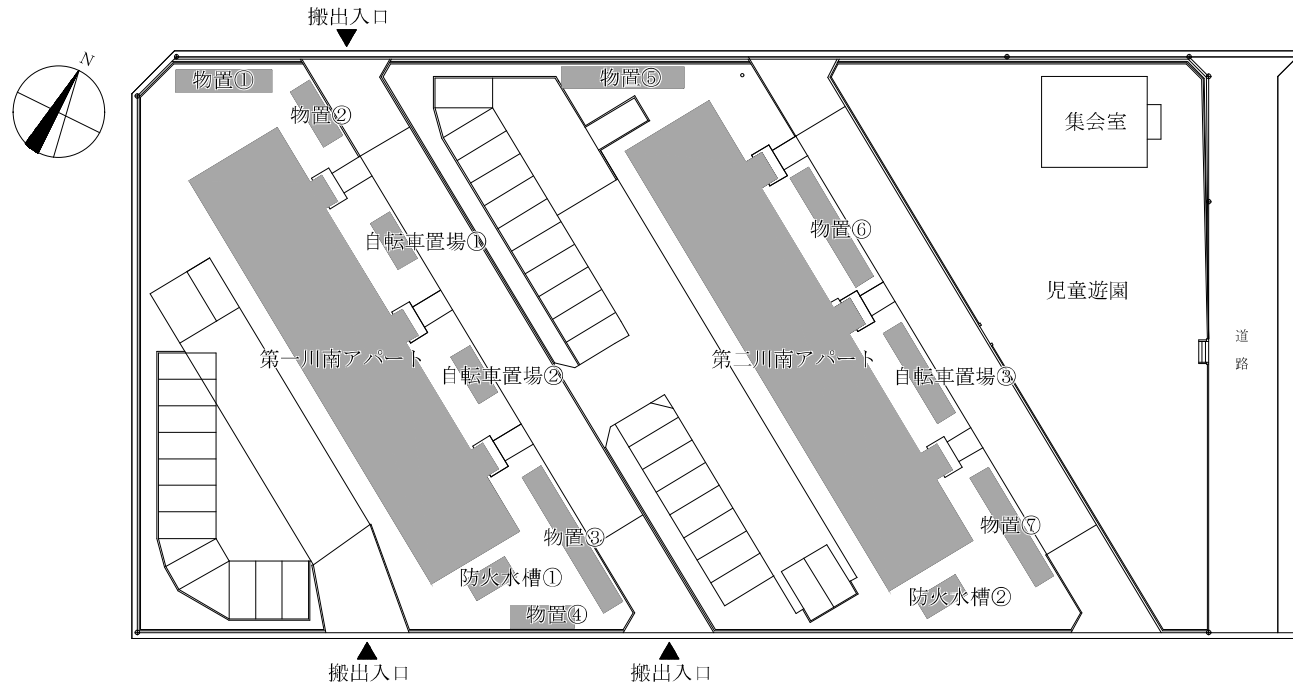 搬出入口
N
物置①
物置⑤
物置②
集会室
物置⑥
自転車置場①
児童遊園
道路
第一川南アパート
第二川南アパート
自転車置場②
自転車置場③
物置⑦
物置③
防火水槽①
防火水槽②
物置④
搬出入口
搬出入口